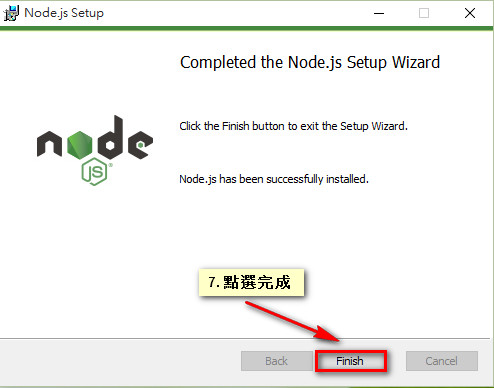 Node.js Setup
Completed the Node.js Setup Wizard
Click the Finish button to exit the Setup Wizard.
node
JS
Node.js has been successfully installed.
7.點選完成
Back Finish Cancel